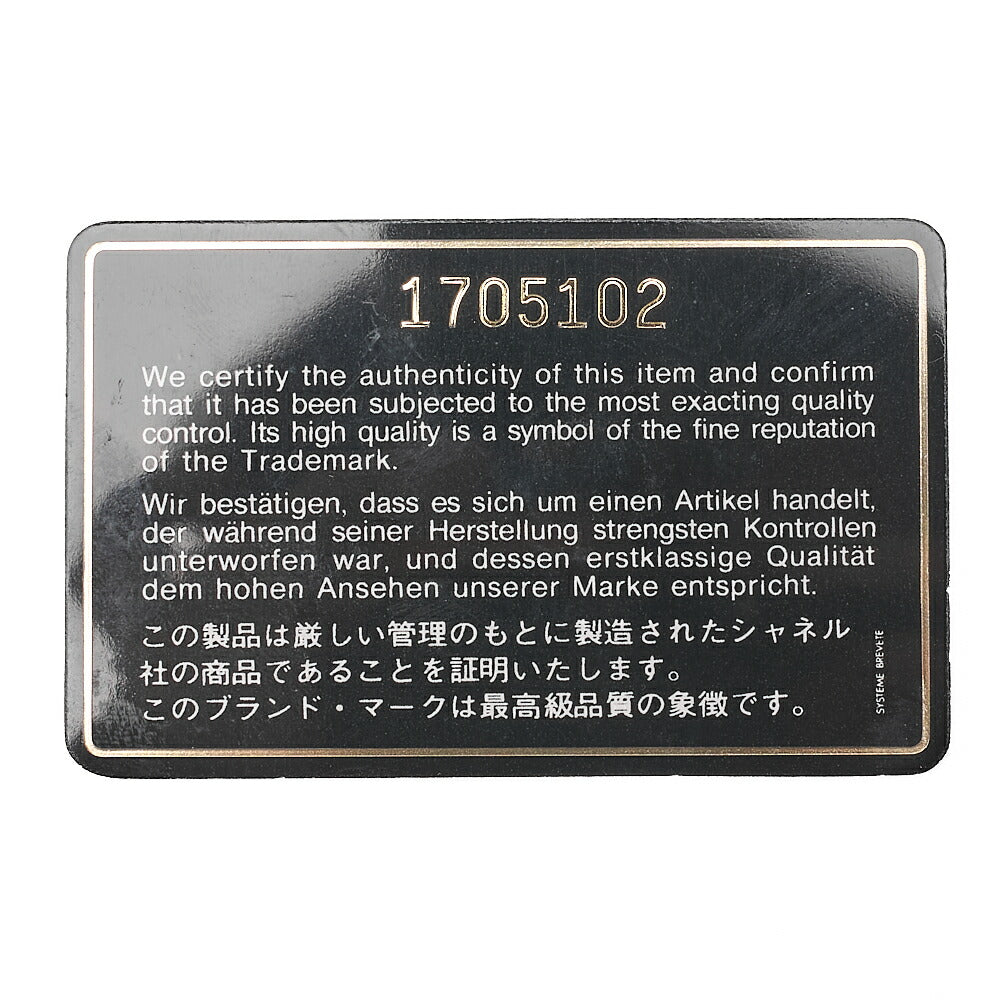 1705102
We certify the authenticity of this item and confirm
that it has been subjected to the most exacting quality
control. Its high quality is a symbol of the fine reputation
of the Trademark.
Wir bestätigen, dass es sich um einen Artikel handelt,
der während seiner Herstellung strengsten Kontrollen
unterworfen war, und dessen erstklassige Qualität
dem hohen Ansehen unserer Marke entspricht.
この製品は厳しい管理のもとに製造されたシャネル
社の商品であることを証明いたします。
このブランド・マークは最高級品質の象徴です。
SYSTEME BREVETE